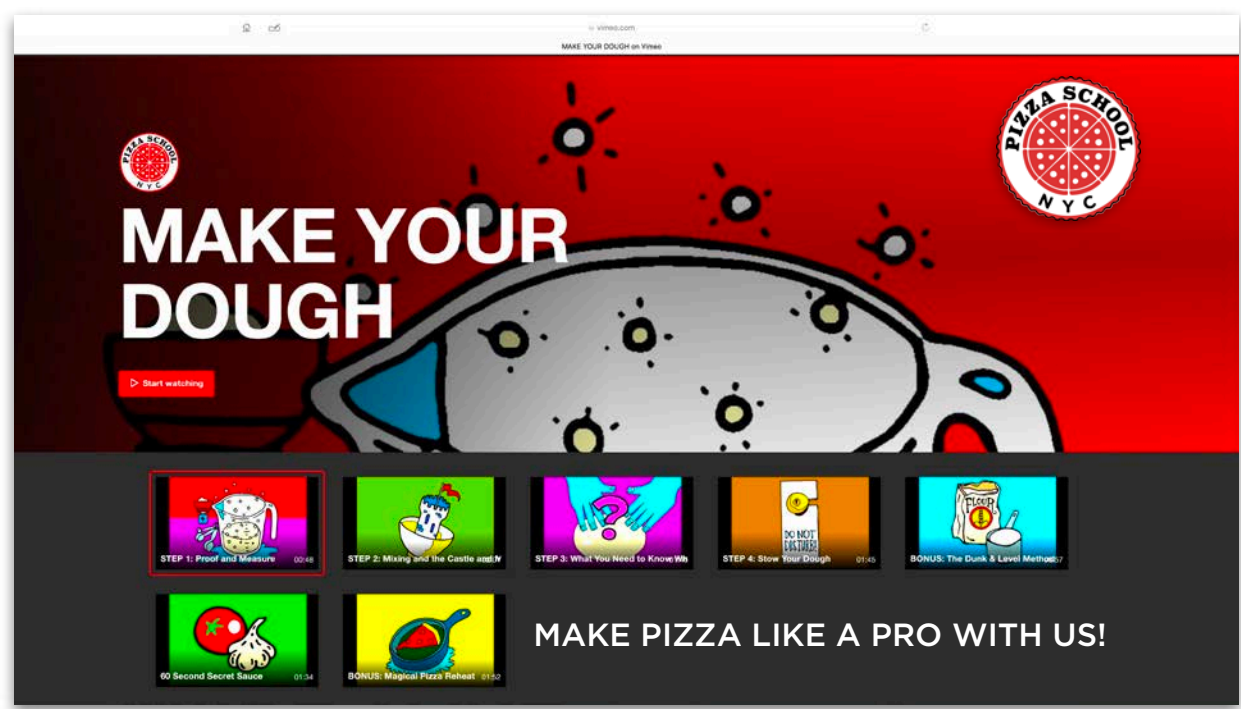 vimeo.com
MAKE YOUR DOUGH on Vimeo
PIZZA SCHOOL
NYC
PIZZA SCHOOL
NYC
MAKE YOUR
DOUGH
Start watching
STEP 1: Proof and Measure 00:48
STEP 2: Mixing and the Castle and
STEP 3: What You Need to Know
DO NOT
DISTURB!
STEP 4: Stow Your Dough 01:45
FLOUR
BONUS: The Dunk & Level Method
60 Second Secret Sauce 01:34
BONUS: Magical Pizza Reheat 01:52
MAKE PIZZA LIKE A PRO WITH US!